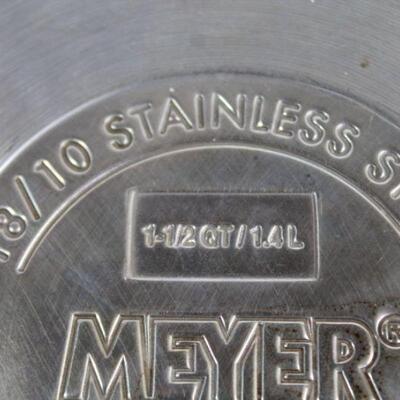 18/10 STAINLESS S
1-1/2 QT / 1.4 L
MEYER®